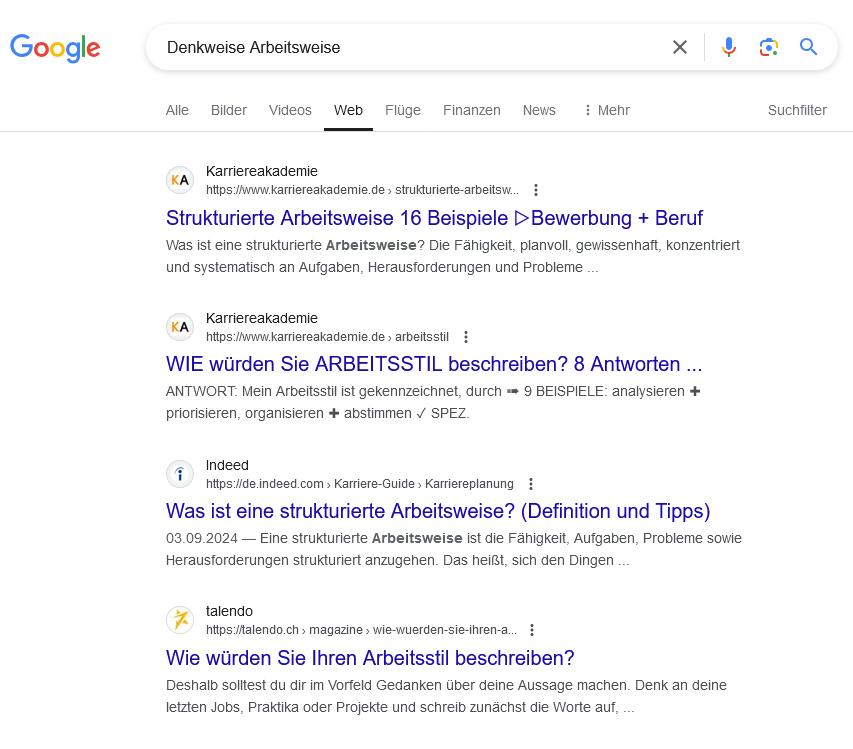 Google
Denkweise Arbeitsweise
Alle Bilder Videos Web Flüge Finanzen News Mehr Suchfilter
KA
Karriereakademie
https://www.karriereakademie.de › strukturierte-arbeitsw...
Strukturierte Arbeitsweise 16 Beispiele ▷Bewerbung + Beruf
Was ist eine strukturierte Arbeitsweise? Die Fähigkeit, planvoll, gewissenhaft, konzentriert
und systematisch an Aufgaben, Herausforderungen und Probleme ...
KA
Karriereakademie
https://www.karriereakademie.de › arbeitsstil
WIE würden Sie ARBEITSSTIL beschreiben? 8 Antworten ...
ANTWORT: Mein Arbeitsstil ist gekennzeichnet, durch ➠ 9 BEISPIELE: analysieren ✚
priorisieren, organisieren ✚ abstimmen ✓ SPEZ.
Indeed
https://de.indeed.com › Karriere-Guide › Karriereplanung
Was ist eine strukturierte Arbeitsweise? (Definition und Tipps)
03.09.2024 — Eine strukturierte Arbeitsweise ist die Fähigkeit, Aufgaben, Probleme sowie
Herausforderungen strukturiert anzugehen. Das heißt, sich den Dingen ...
talendo
https://talendo.ch › magazine › wie-wuerden-sie-ihren-a...
Wie würden Sie Ihren Arbeitsstil beschreiben?
Deshalb solltest du dir im Vorfeld Gedanken über deine Aussage machen. Denk an deine
letzten Jobs, Praktika oder Projekte und schreib zunächst die Worte auf, ...